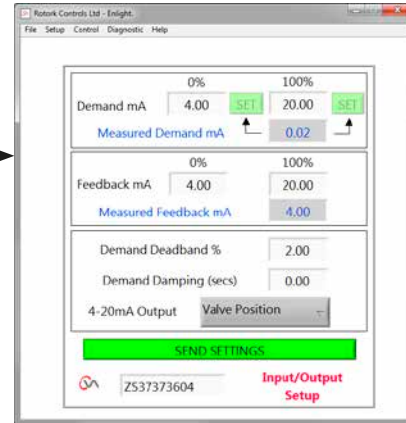 Rotork Controls Ltd - Enlight.
File Setup Control Diagnostic Help
0% 100%
Demand mA 4.00 SET 20.00 SET
Measured Demand mA 0.02
0% 100%
Feedback mA 4.00 20.00
Measured Feedback mA 4.00
Demand Deadband % 2.00
Demand Damping (secs) 0.00
4-20mA Output Valve Position
SEND SETTINGS
ZS37373604 Input/Output
Setup